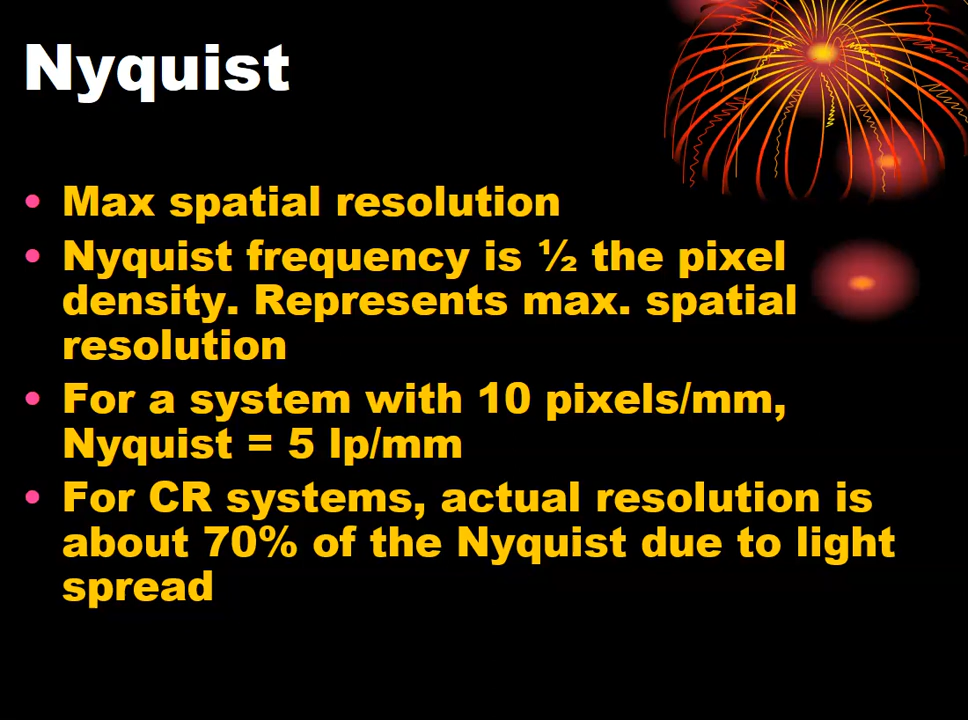 Nyquist
• Max spatial resolution
• Nyquist frequency is ½ the pixel
density. Represents max. spatial
resolution
• For a system with 10 pixels/mm,
Nyquist = 5 lp/mm
• For CR systems, actual resolution is
about 70% of the Nyquist due to light
spread